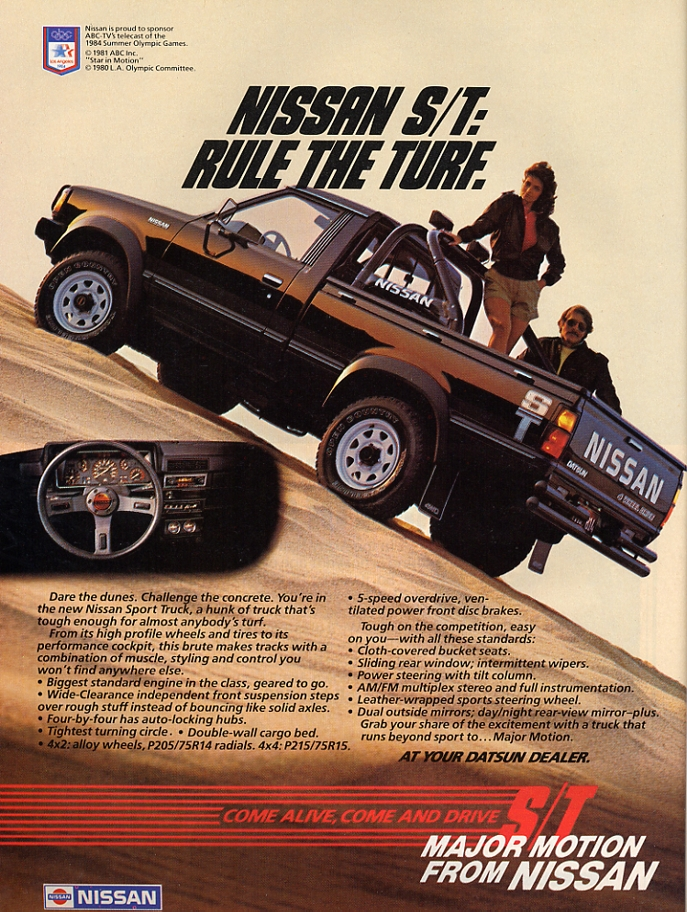 Nissan is proud to sponsor
ABC-TV's telecast of the
1984 Summer Olympic Games.
© 1981 ABC Inc.
"Star in Motion"
© 1980 L.A. Olympic Committee.
Los Angeles
1984
NISSAN S/T:
RULE THE TURF.
NISSAN
NISSAN
OPEN COUNTRY
OPEN COUNTRY
S
T
DATSUN
NISSAN
4WD
Dare the dunes. Challenge the concrete. You're in
the new Nissan Sport Truck, a hunk of truck that's
tough enough for almost anybody's turf.
From its high profile wheels and tires to its
performance cockpit, this brute makes tracks with a
combination of muscle, styling and control you
won't find anywhere else.
• Biggest standard engine in the class, geared to go.
• Wide-Clearance independent front suspension steps
over rough stuff instead of bouncing like solid axles.
• Four-by-four has auto-locking hubs.
• Tightest turning circle. • Double-wall cargo bed.
• 4x2: alloy wheels, P205/75R14 radials. 4x4: P215/75R15.
• 5-speed overdrive, ven-
tilated power front disc brakes.
Tough on the competition, easy
on you—with all these standards:
• Cloth-covered bucket seats.
• Sliding rear window; intermittent wipers.
• Power steering with tilt column.
• AM/FM multiplex stereo and full instrumentation.
• Leather-wrapped sports steering wheel.
• Dual outside mirrors; day/night rear-view mirror–plus.
Grab your share of the excitement with a truck that
runs beyond sport to...Major Motion.
AT YOUR DATSUN DEALER.
COME ALIVE, COME AND DRIVE S/T
MAJOR MOTION
FROM NISSAN
NISSAN NISSAN